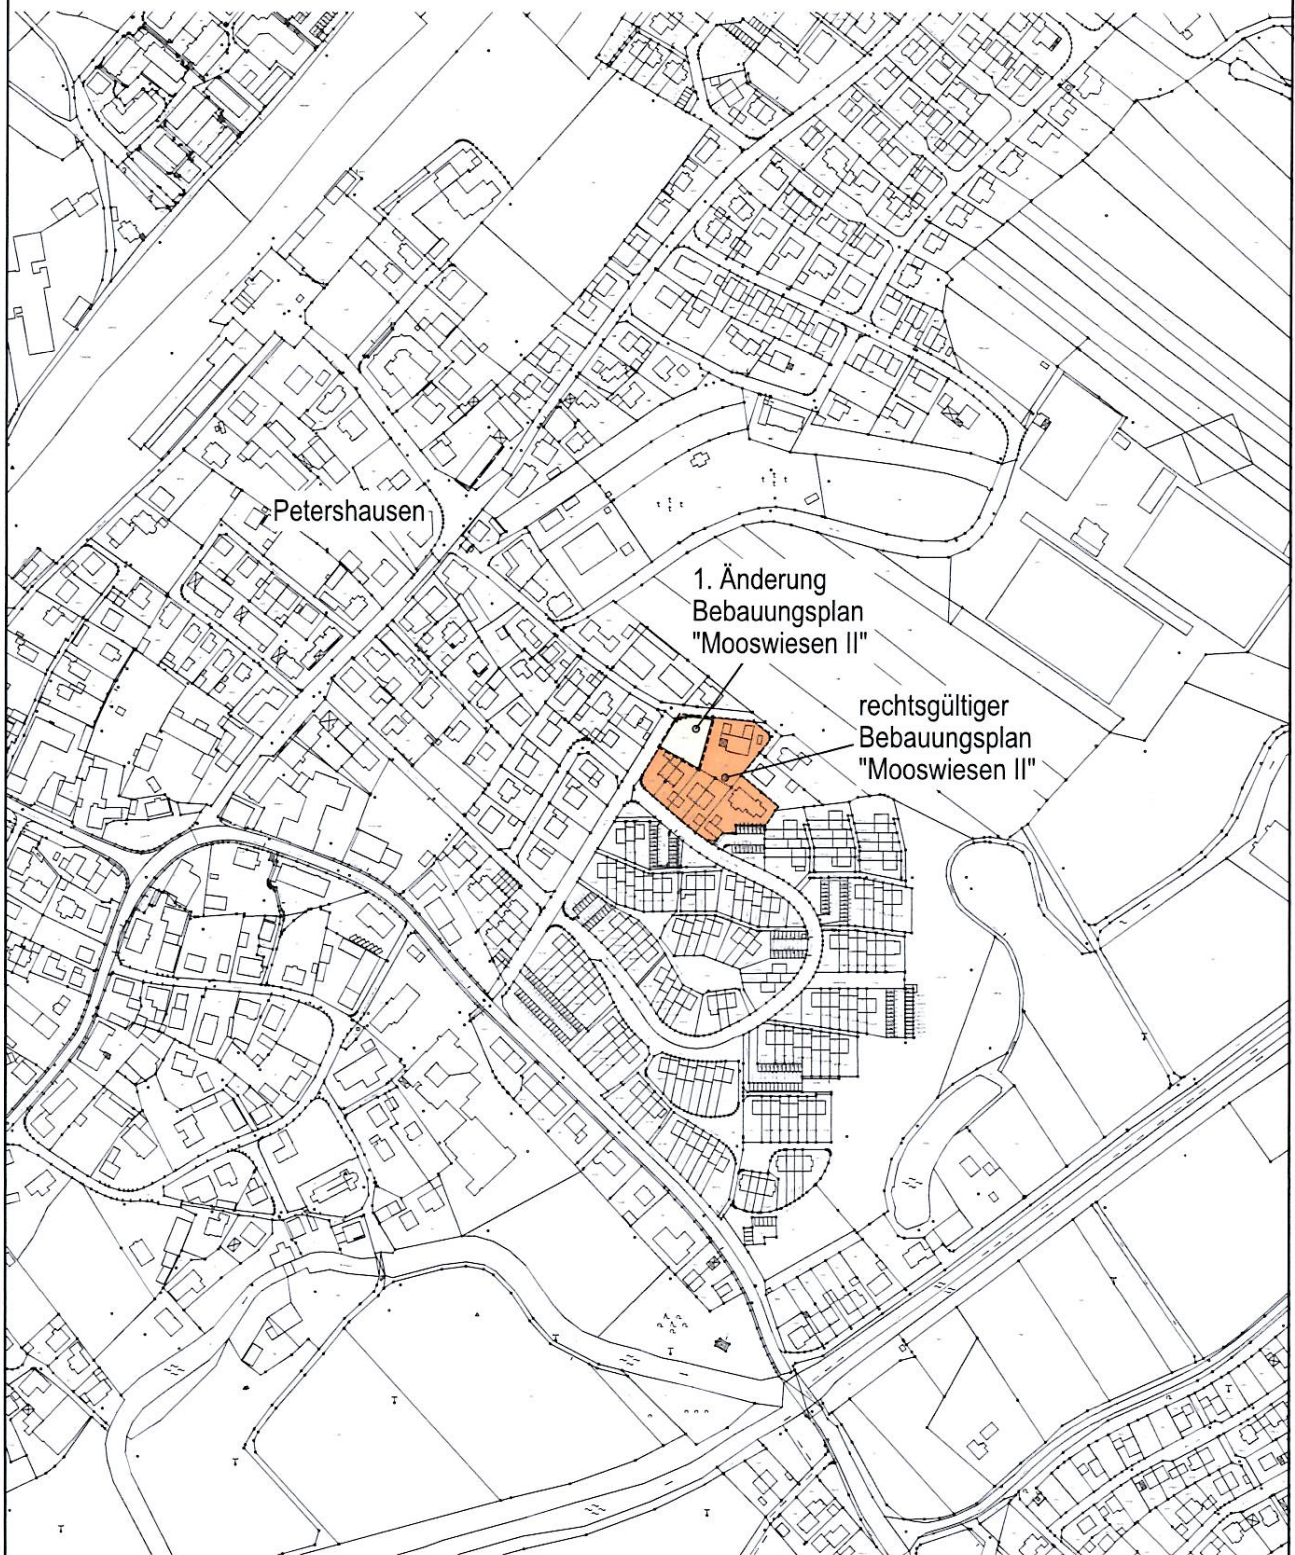 Petershausen
1. Änderung
Bebauungsplan
"Mooswiesen II"
rechtsgültiger
Bebauungsplan
"Mooswiesen II"